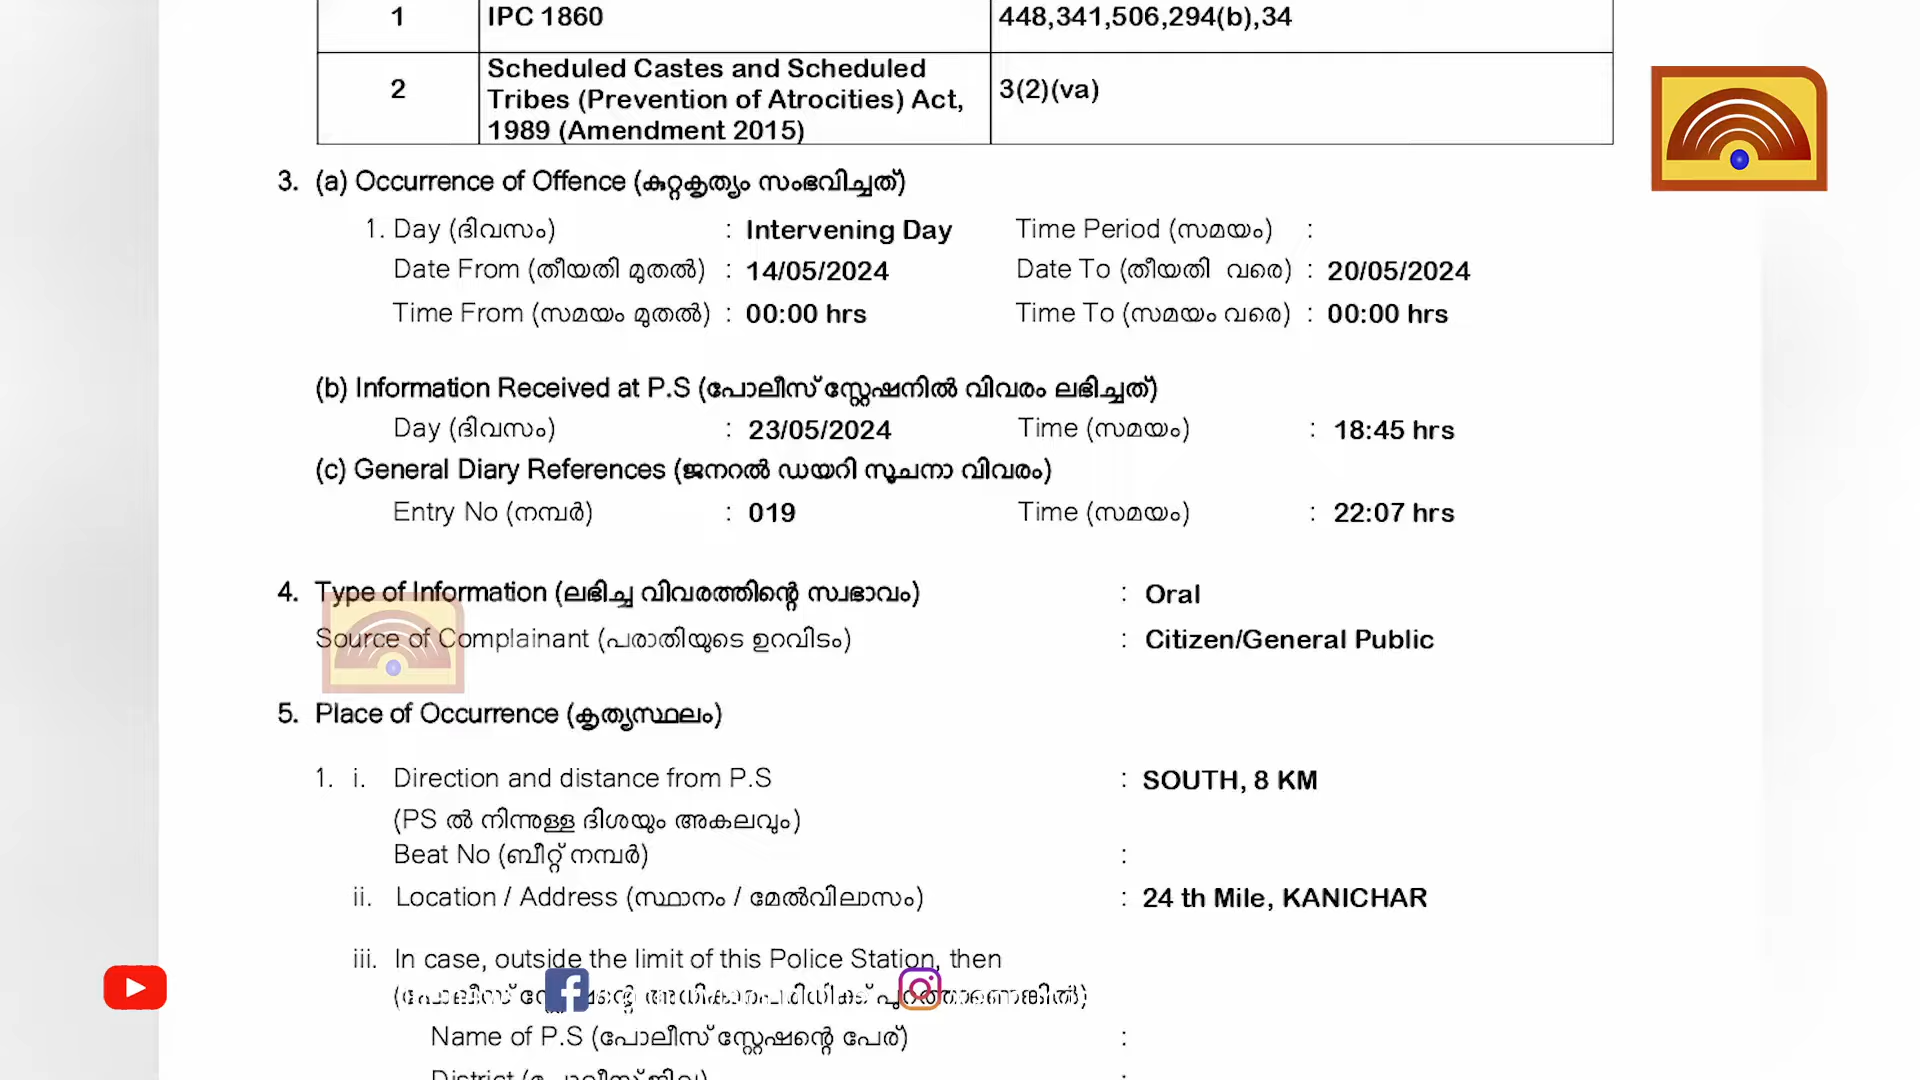 1 IPC 1860 448,341,506,294(b),34
2 Scheduled Castes and Scheduled Tribes (Prevention of Atrocities) Act, 1989 (Amendment 2015) 3(2)(va)
3. (a) Occurrence of Offence (കുറ്റകൃത്യം സംഭവിച്ചത്)
1. Day (ദിവസം) : Intervening Day Time Period (സമയം) :
Date From (തീയതി മുതൽ) : 14/05/2024 Date To (തീയതി വരെ) : 20/05/2024
Time From (സമയം മുതൽ) : 00:00 hrs Time To (സമയം വരെ) : 00:00 hrs
(b) Information Received at P.S (പോലീസ് സ്റ്റേഷനിൽ വിവരം ലഭിച്ചത്)
Day (ദിവസം) : 23/05/2024 Time (സമയം) : 18:45 hrs
(c) General Diary References (ജനറൽ ഡയറി സൂചനാ വിവരം)
Entry No (നമ്പർ) : 019 Time (സമയം) : 22:07 hrs
4. Type of Information (ലഭിച്ച വിവരത്തിന്റെ സ്വഭാവം) : Oral
Source of Complainant (പരാതിയുടെ ഉറവിടം) : Citizen/General Public
5. Place of Occurrence (കൃത്യസ്ഥലം)
1. i. Direction and distance from P.S : SOUTH, 8 KM
(PS ൽ നിന്നുള്ള ദിശയും അകലവും)
Beat No (ബീറ്റ് നമ്പർ) :
ii. Location / Address (സ്ഥാനം / മേൽവിലാസം) : 24 th Mile, KANICHAR
iii. In case, outside the limit of this Police Station, then
(പോലീസ്
Name of P.S (പോലീസ് സ്റ്റേഷന്റെ പേര്) :
District :